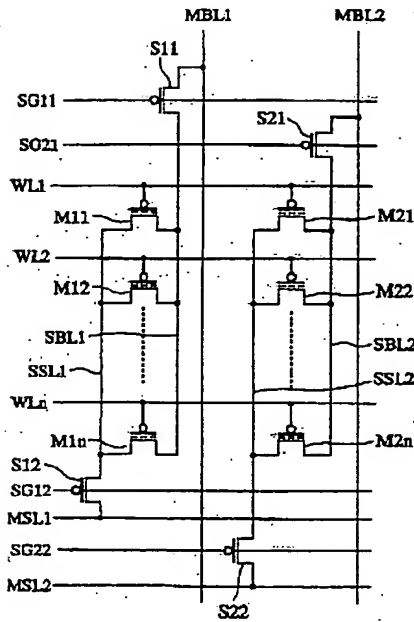 MBL1 MBL2
S11
SG11
S21
SG21
WL1
M11 M21
WL2
M12 M22
SBL1 SBL2
SSL1 SSL2
WLn
M1n M2n
S12
SG12
MSL1
SG22
MSL2
S22